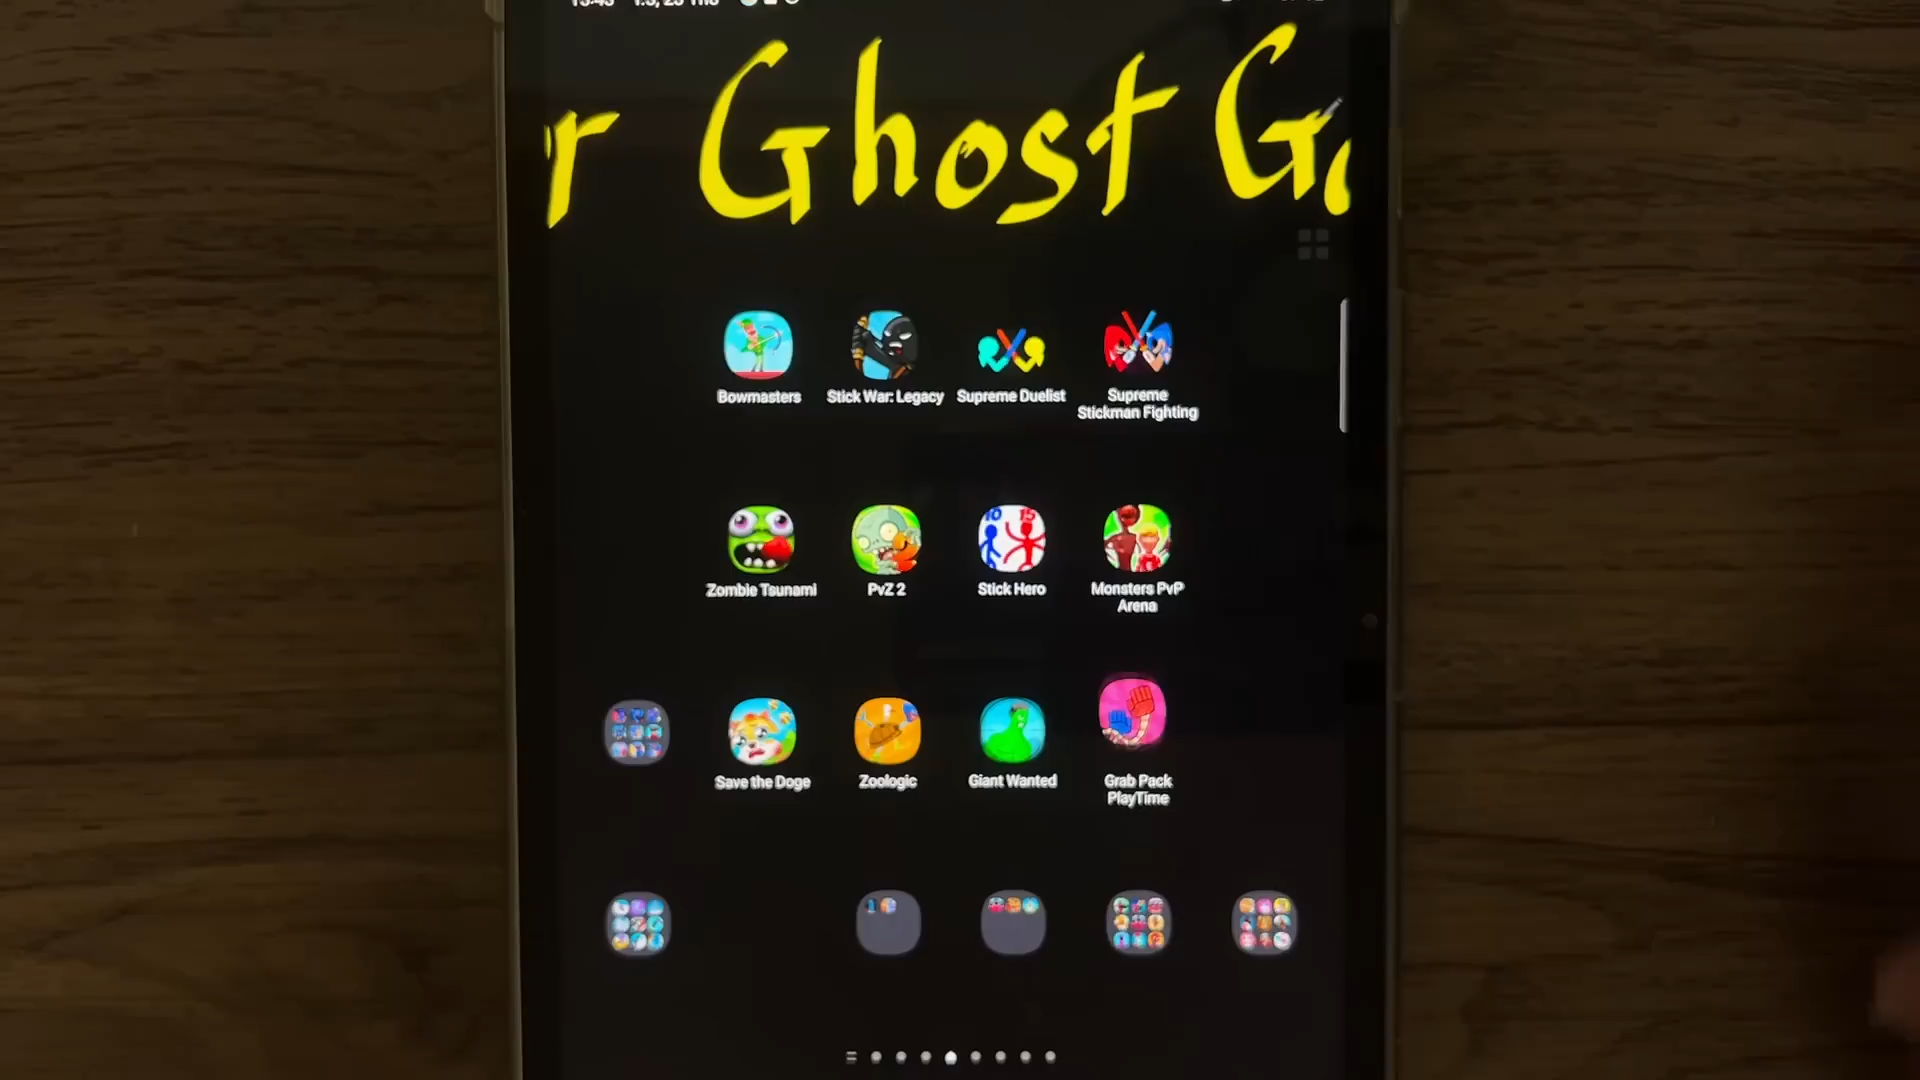 r Ghost Ga
Bowmasters
Stick War: Legacy
Supreme Duelist
Supreme
Stickman Fighting
Zombie Tsunami
PvZ 2
Stick Hero
Monsters PvP
Arena
Save the Doge
Zoologic
Giant Wanted
Grab Pack
PlayTime